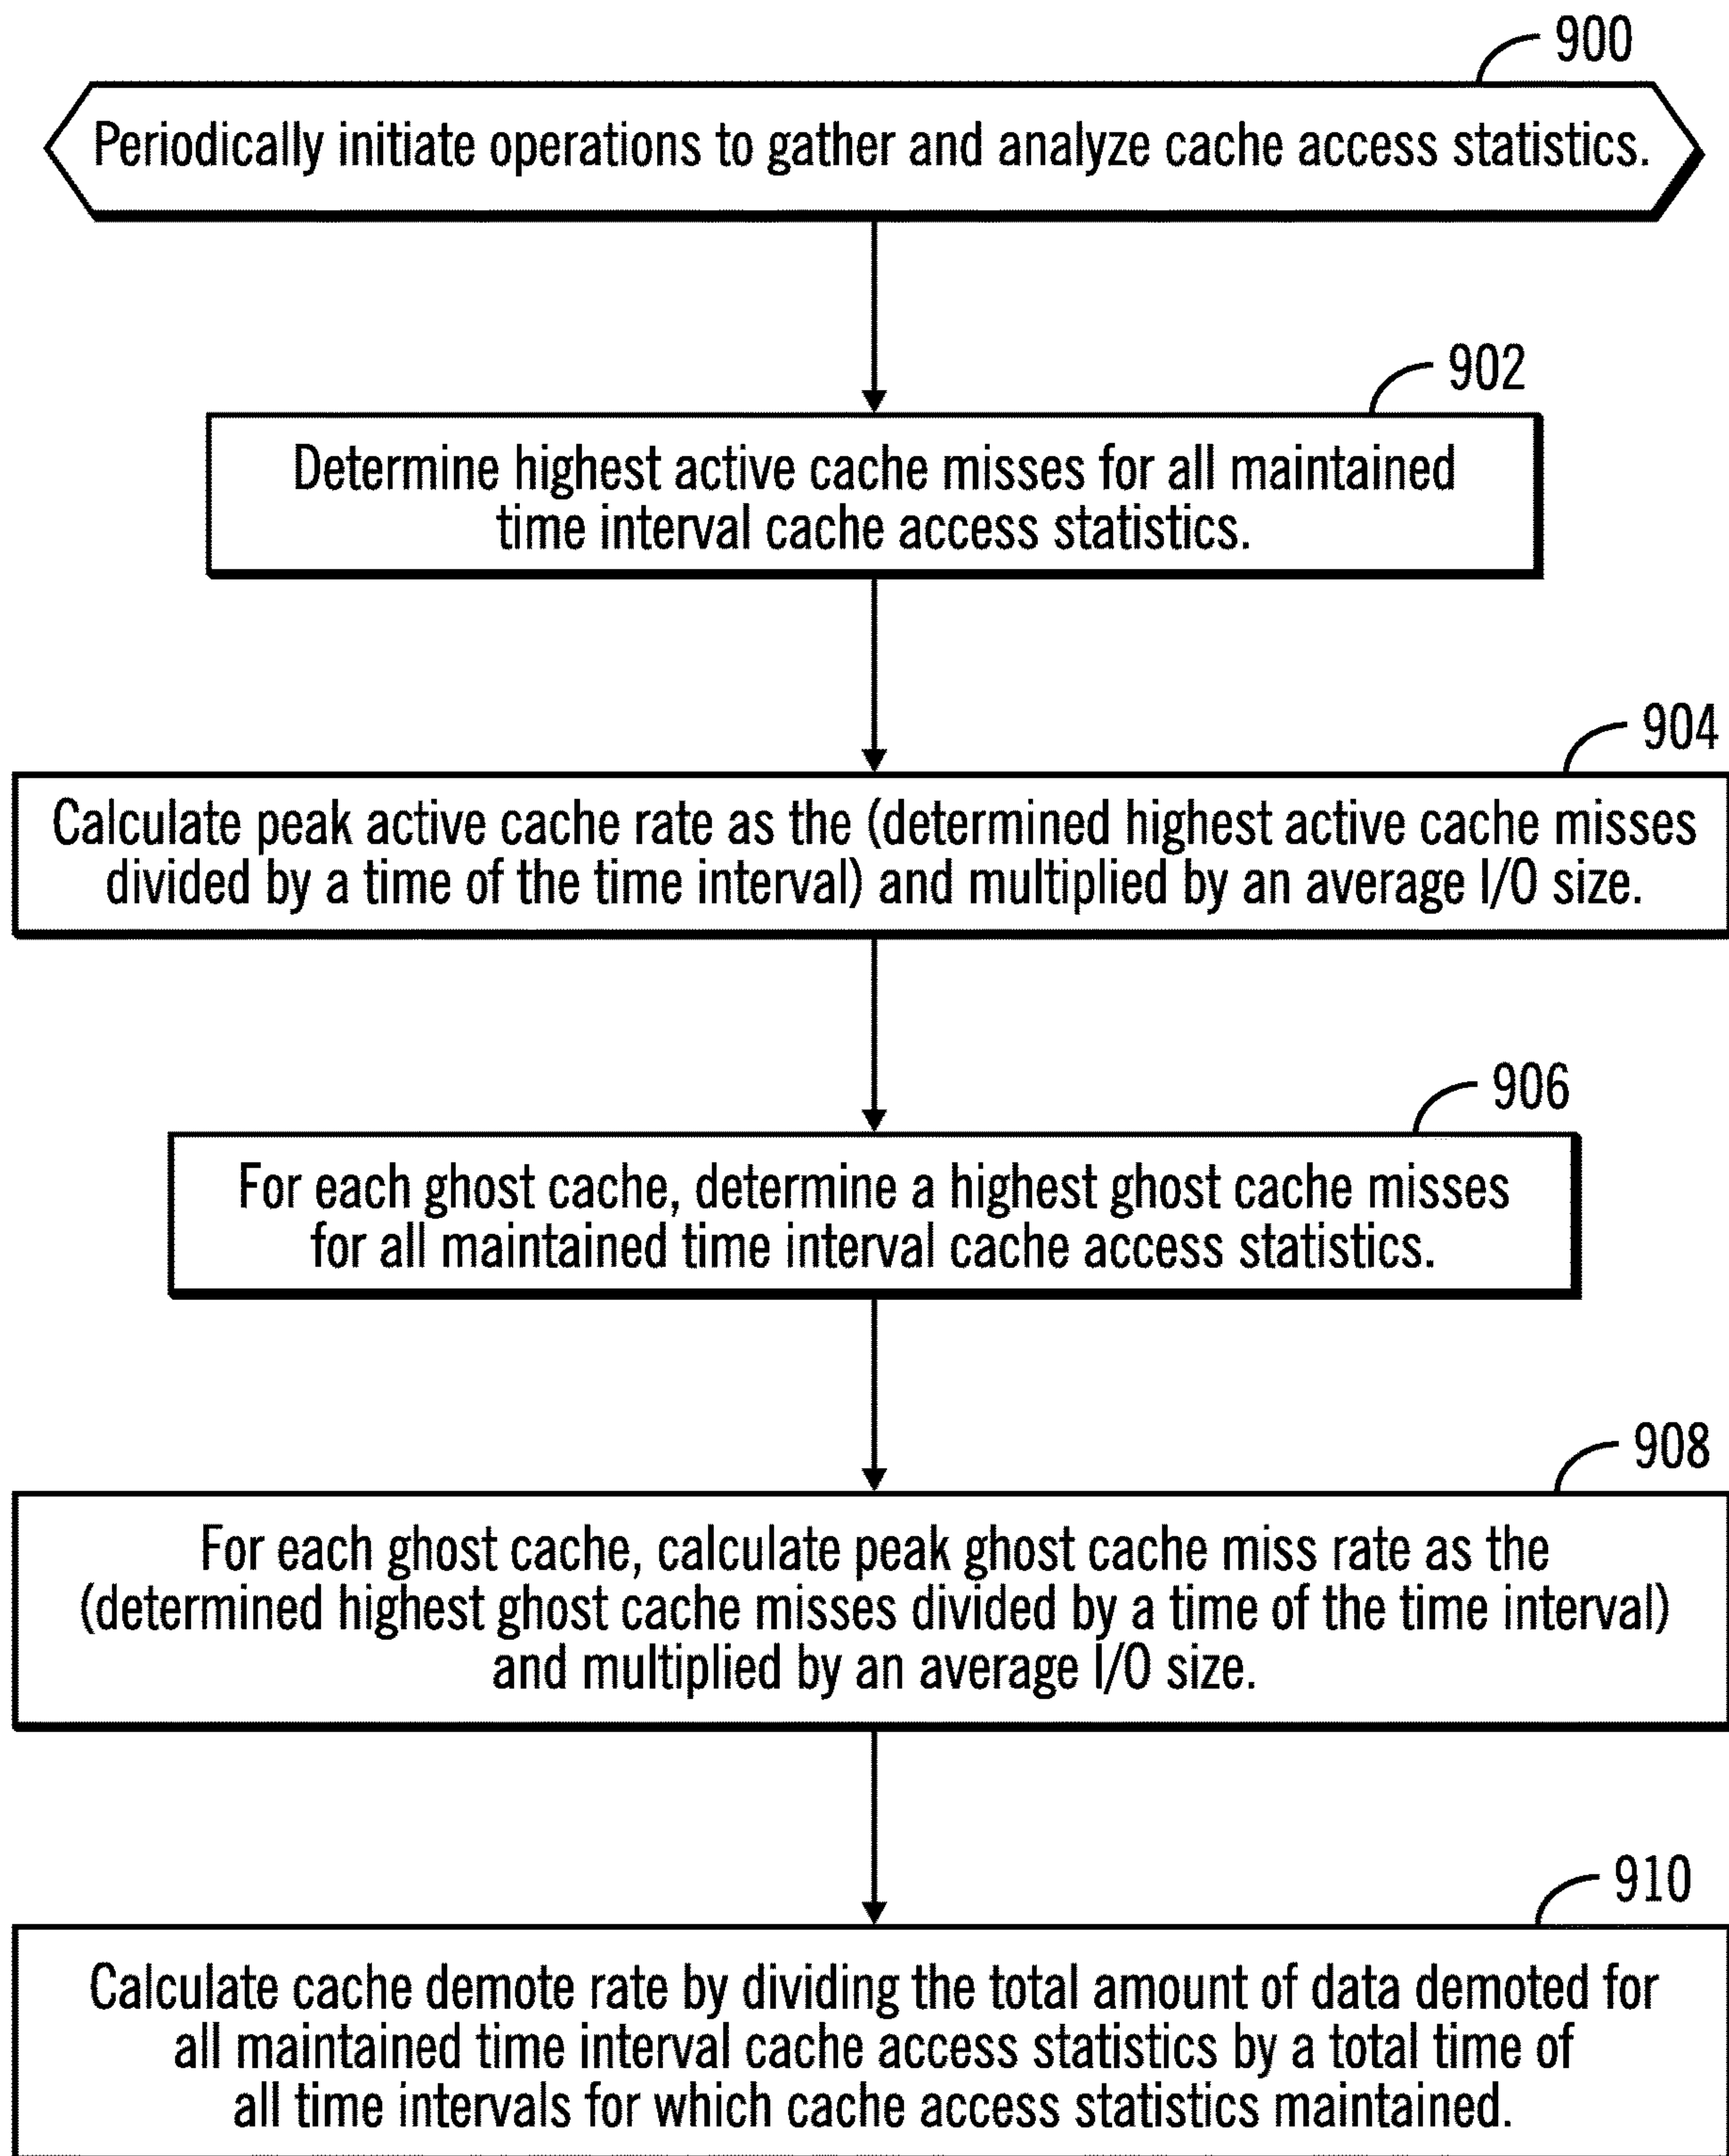 900
Periodically initiate operations to gather and analyze cache access statistics.
902
Determine highest active cache misses for all maintained
time interval cache access statistics.
904
Calculate peak active cache rate as the (determined highest active cache misses
divided by a time of the time interval) and multiplied by an average I/O size.
906
For each ghost cache, determine a highest ghost cache misses
for all maintained time interval cache access statistics.
908
For each ghost cache, calculate peak ghost cache miss rate as the
(determined highest ghost cache misses divided by a time of the time interval)
and multiplied by an average I/O size.
910
Calculate cache demote rate by dividing the total amount of data demoted for
all maintained time interval cache access statistics by a total time of
all time intervals for which cache access statistics maintained.